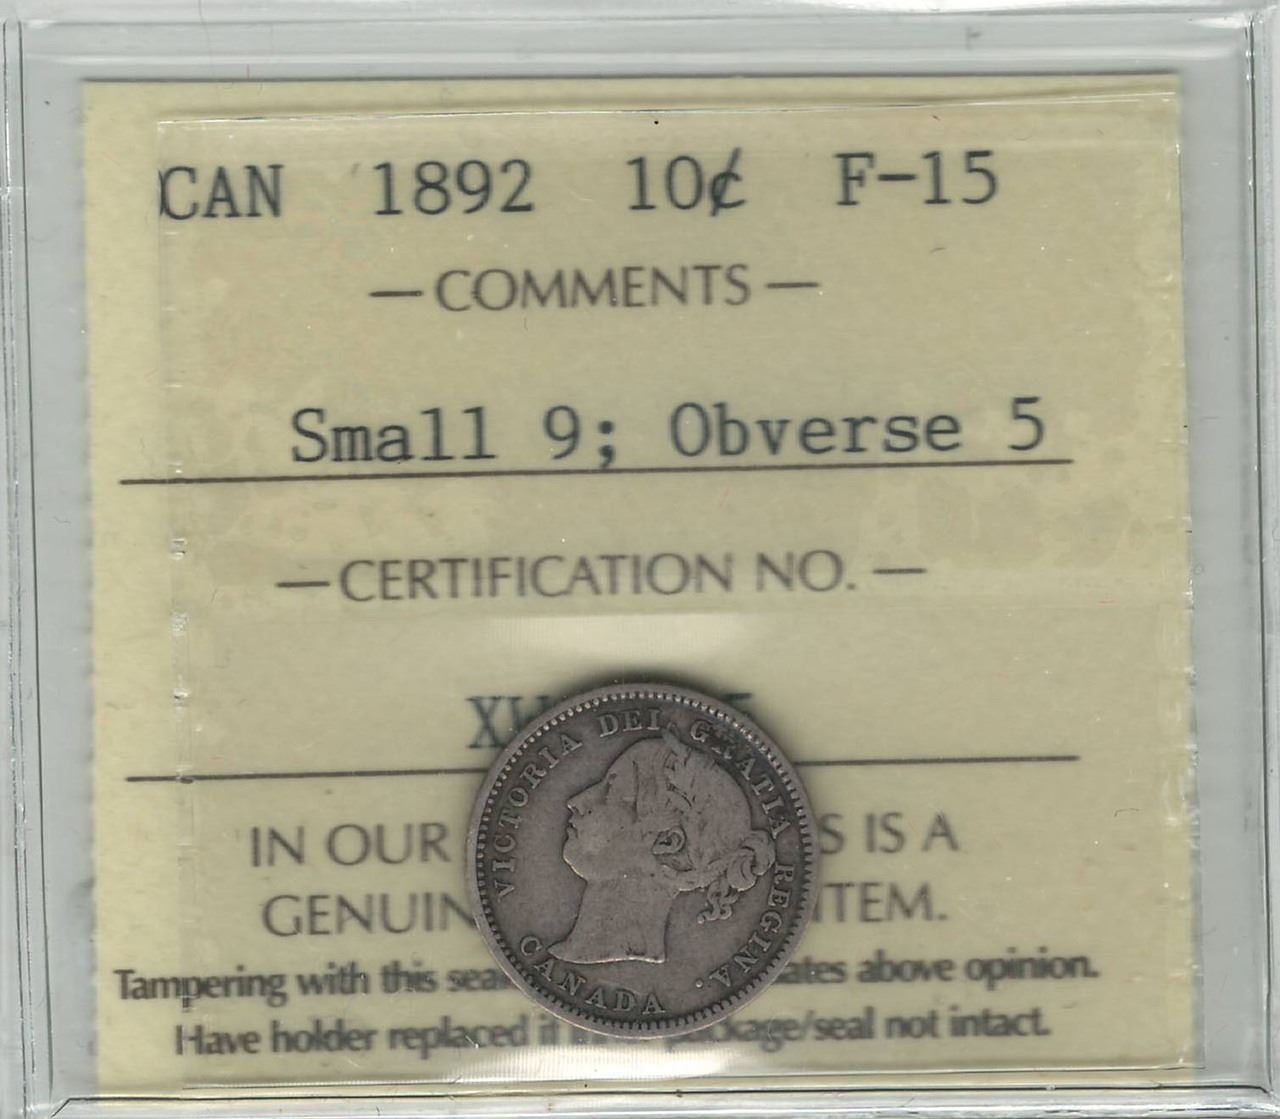 CAN 1892 10¢ F-15
— COMMENTS —
Small 9; Obverse 5
— CERTIFICATION NO. —
IN OUR S IS A
GENUIN TEM.
Tampering with this sea ates above opinion.
Have holder replaced if package/seal not intact.
VICTORIA DEI GRATIA REGINA.
CANADA